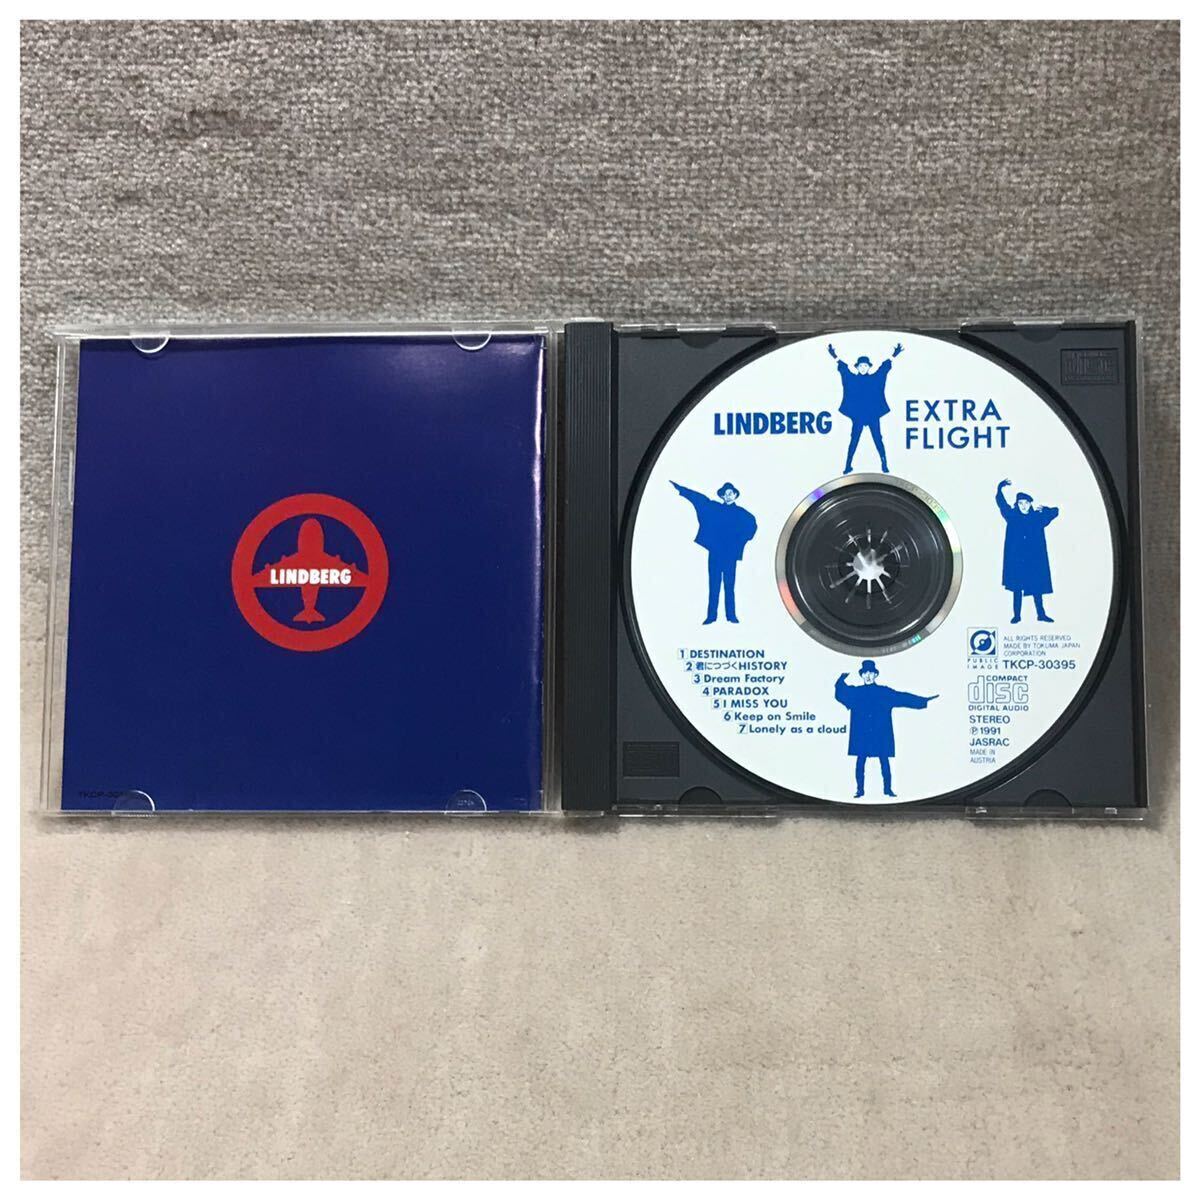 LINDBERG
LINDBERG
EXTRA
FLIGHT
1 DESTINATION
2 君につづくHISTORY
3 Dream Factory
4 PARADOX
5 I MISS YOU
6 Keep on Smile
7 Lonely as a cloud
PUBLIC
IMAGE
ALL RIGHTS RESERVED
MADE BY TOKUMA JAPAN
CORPORATION
TKCP-30395
COMPACT
disc
DIGITAL AUDIO
STEREO
℗1991
JASRAC
MADE IN
AUSTRIA